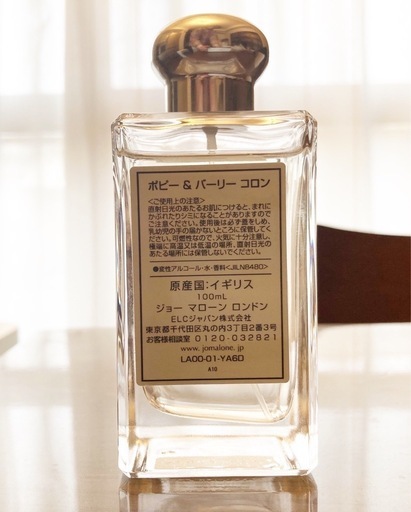 ポピー & バーリー コロン
<ご使用上の注意>
直射日光のあたるお肌につけると、まれに
かぶれたりシミになることがありますので
ご注意ください。使用後は必ず蓋をしめ、
乳幼児の手の届かないところに保管してく
ださい。可燃性なので、火気に十分注意し、
極端に高温又は低温の場所、直射日光の
あたる場所には保管しないでください。
●変性アルコール・水・香料<JLN8480>
原産国:イギリス
100mL
ジョー マローン ロンドン
ELCジャパン株式会社
東京都千代田区丸の内3丁目2番3号
お客様相談室 0120-032821
www.jomalone.jp
LA00-01-YA6D
A10